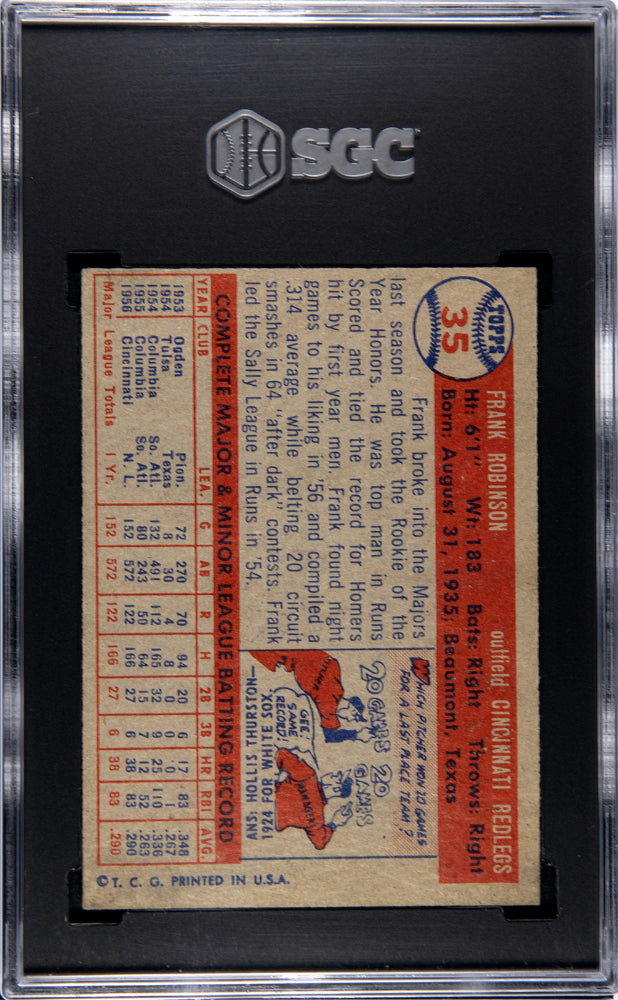 SGC
TOPPS
35
FRANK ROBINSON outfield CINCINNATI REDLEGS
Ht: 6'1" Wt: 183 Bats: Right Throws: Right
Born: August 31, 1935; Beaumont, Texas
Frank broke into the Majors
last season and took the Rookie of the
Year Honors. He was top man in Runs
Scored and tied the record for Homers
hit by first year men. Frank found night
games to his liking in '56 and compiled a
.314 average while belting 20 circuit
smashes in 64 "after dark" contests. Frank
led the Sally League in Runs in '54.
WHICH PITCHER WON 20 GAMES
FOR A LAST PLACE TEAM?
20 GAMES
20 GAMES
GEE,
SAME
RECORD!
ANS HOLLIS THURSTON—
1924 FOR WHITE SOX.
COMPLETE MAJOR & MINOR LEAGUE BATTING RECORD
YEAR CLUB LEA. G AB R H 2B 3B HR RBI AVG.
1953 Ogden Pion. 72 270 70 94 20 6 17 83 .348
1954 Tulsa Texas 8 30 4 8 0 0 0 1 .267
1954 Columbia So. Atl. 132 491 112 165 32 9 25 110 .336
1955 Columbia So. Atl. 80 243 50 64 15 7 12 52 .263
1956 Cincinnati N. L. 152 572 122 166 27 6 38 83 .290
Major League Totals 1 Yr. 152 572 122 166 27 6 38 83 .290
© T. C. G. PRINTED IN U.S.A.